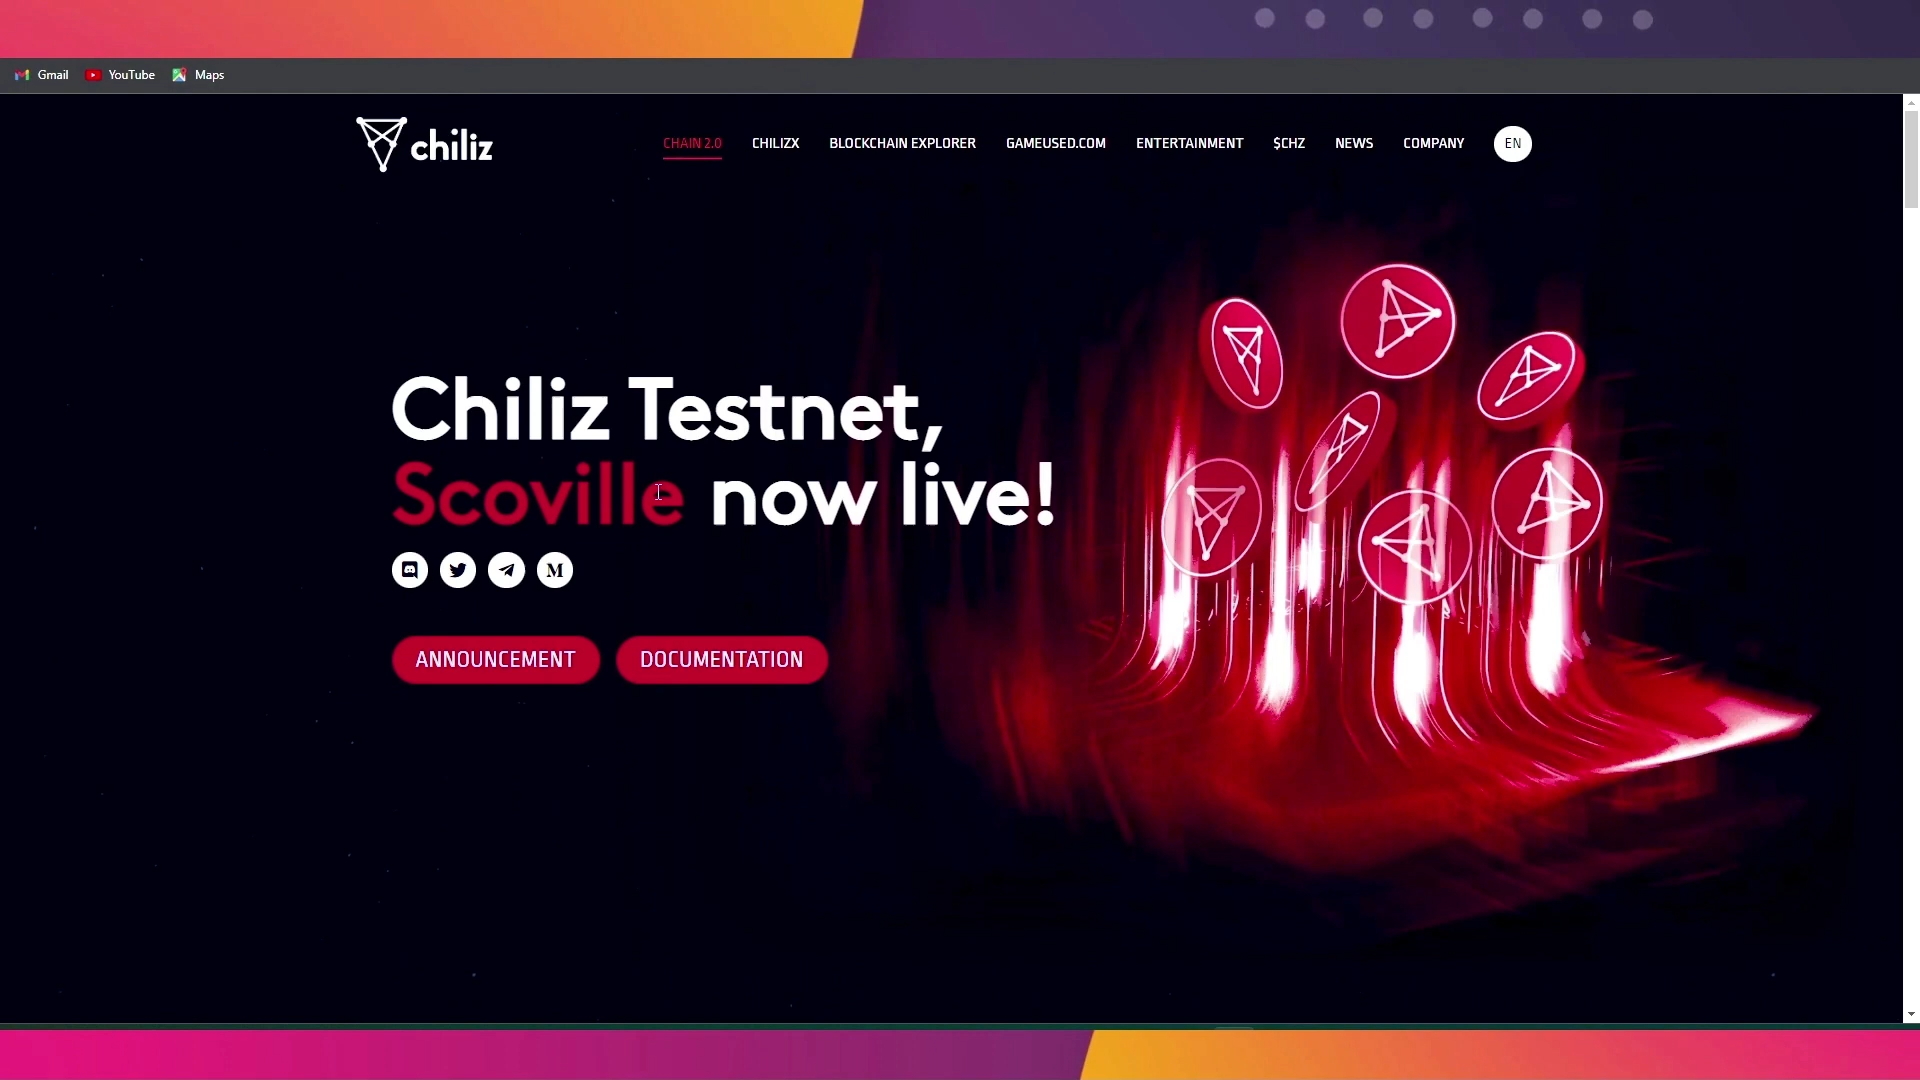 Gmail YouTube Maps
chiliz CHAIN 2.0 CHILIZX BLOCKCHAIN EXPLORER GAMEUSED.COM ENTERTAINMENT $CHZ NEWS COMPANY EN
Chiliz Testnet,
Scoville now live!
M
ANNOUNCEMENT DOCUMENTATION